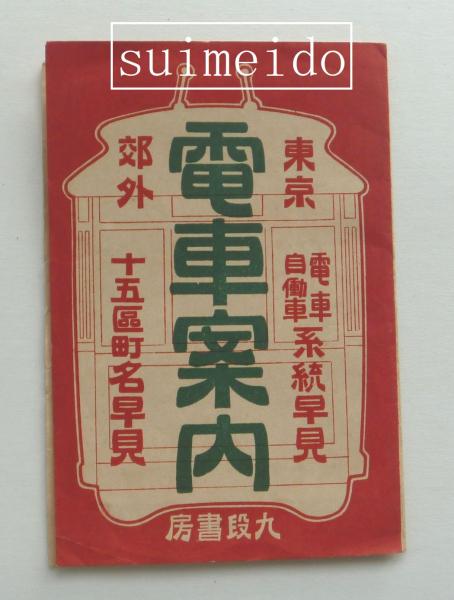 suimeido
東京
郊外
電車案内
電車
自働車
系統早見
十五區町名早見
九段書房